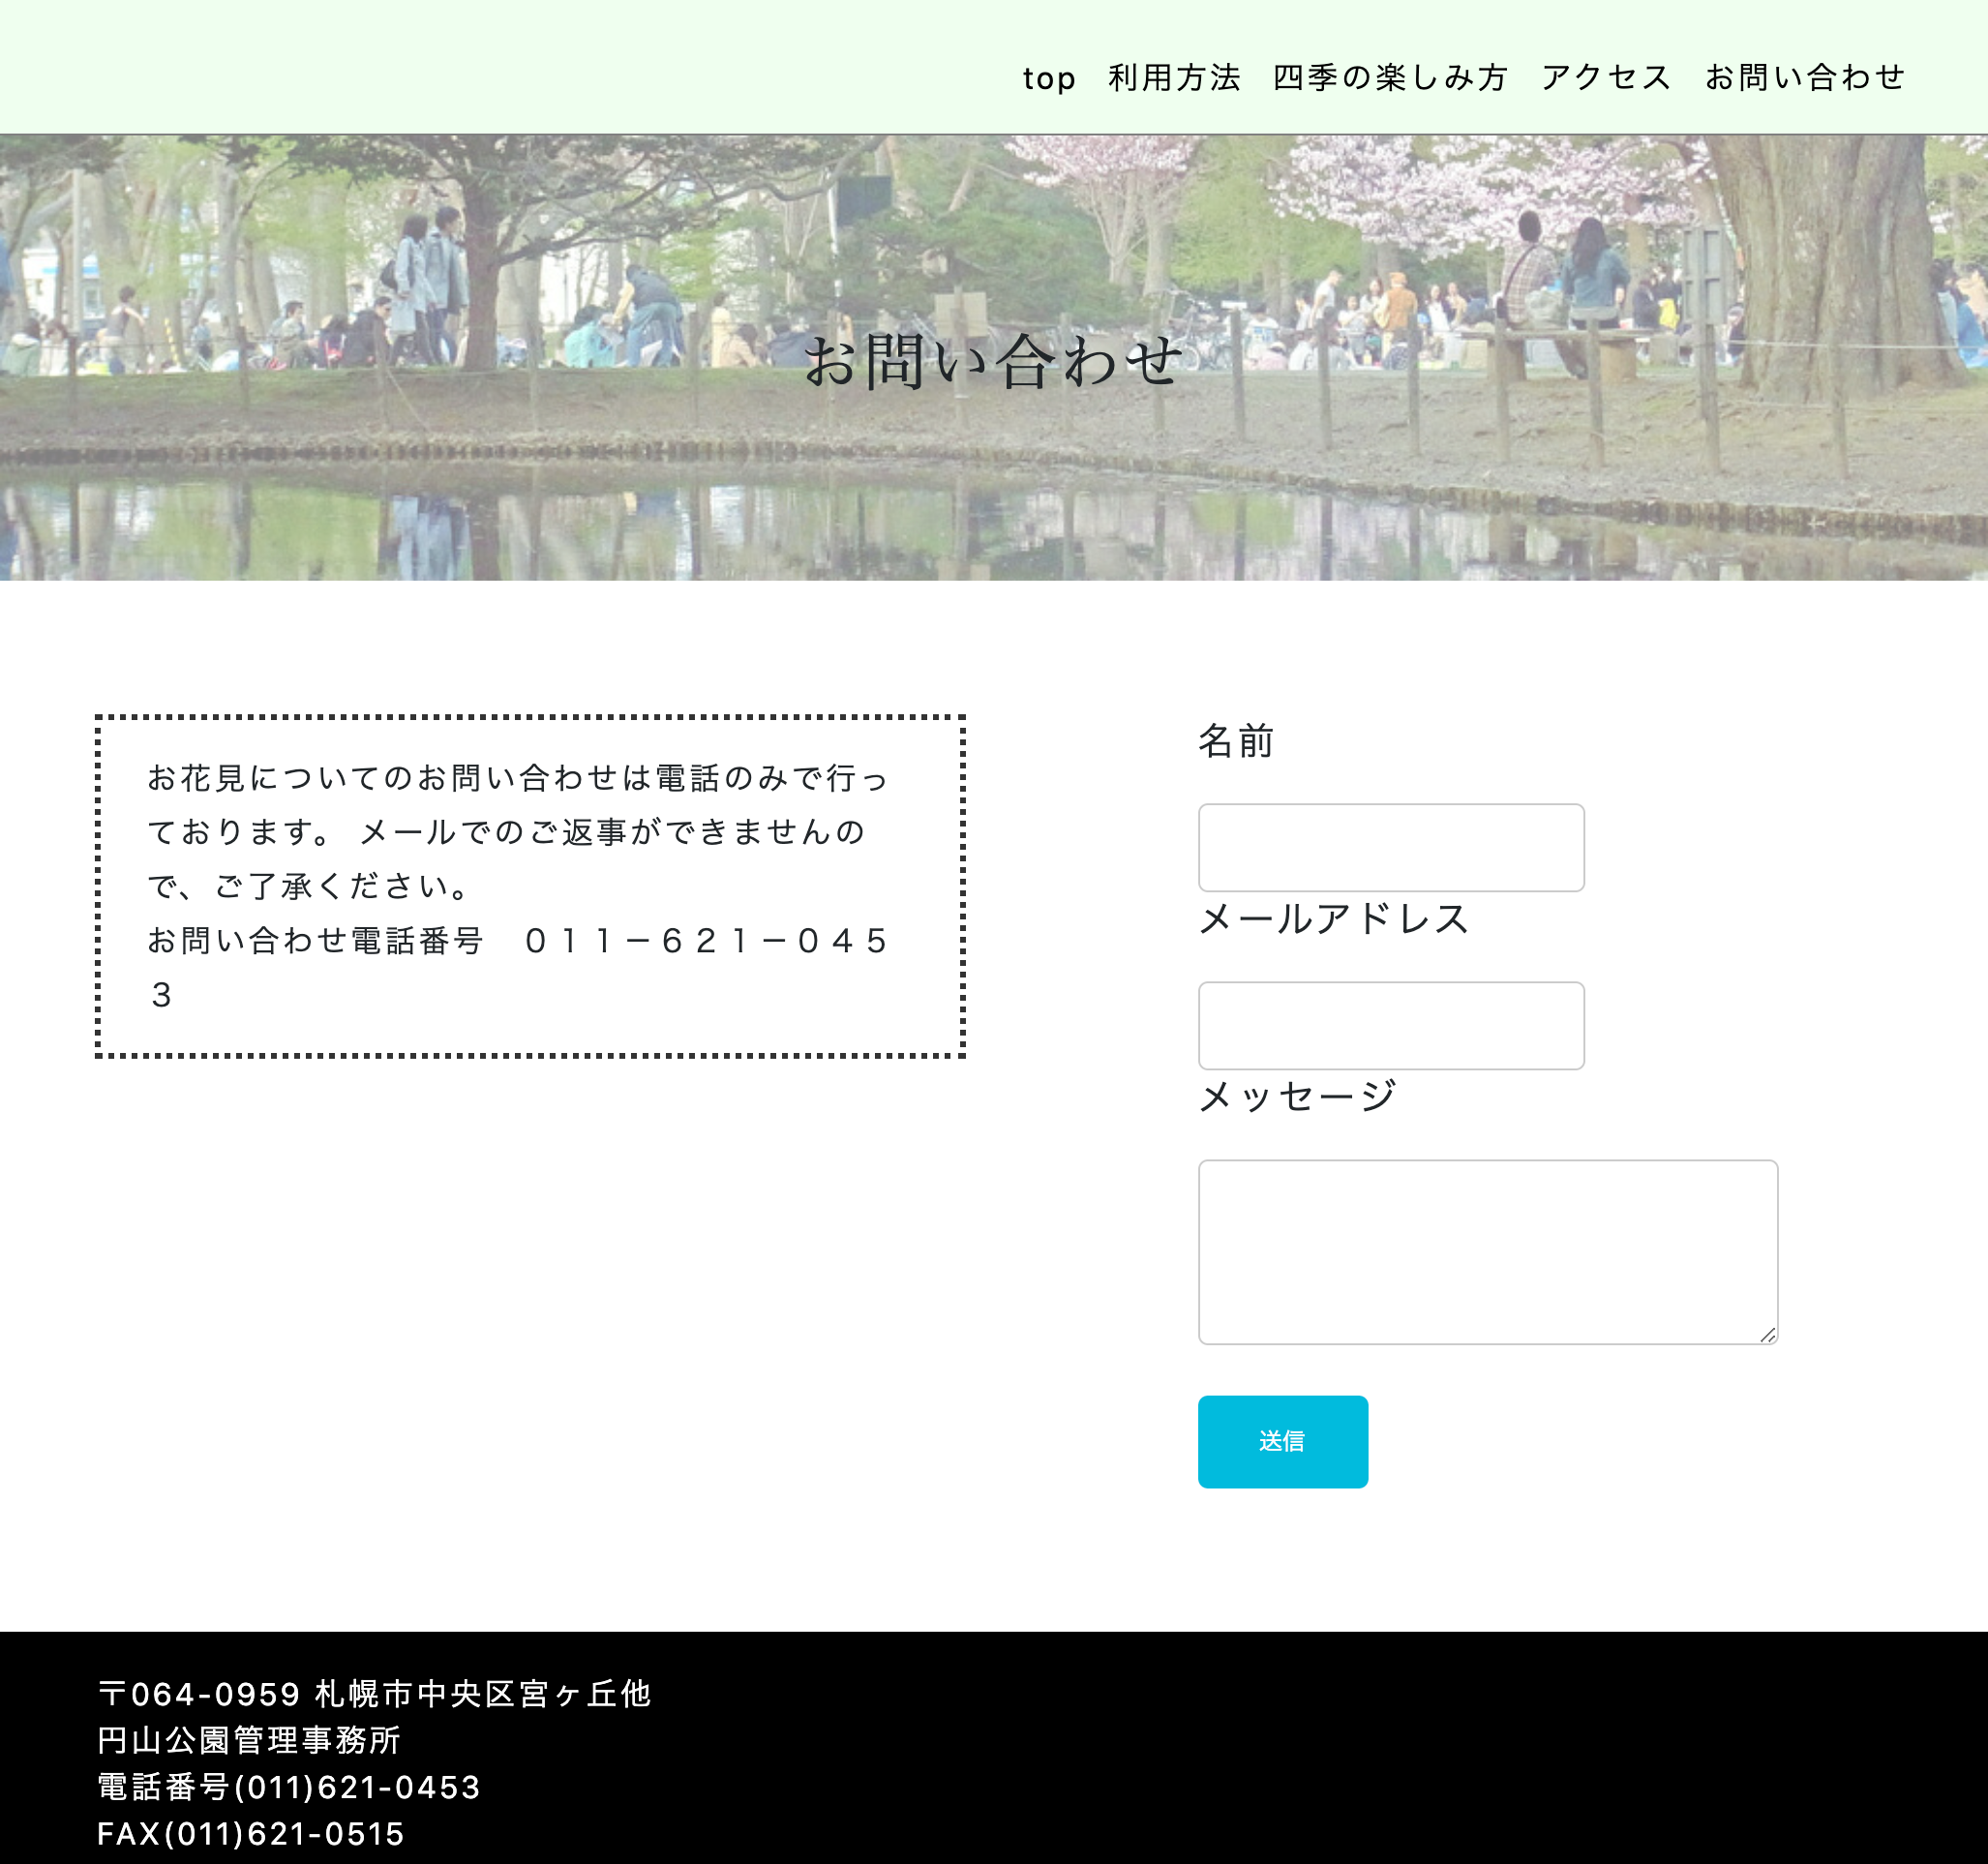 top 利用方法 四季の楽しみ方 アクセス お問い合わせ
お問い合わせ
お花見についてのお問い合わせは電話のみで行っ
ております。 メールでのご返事ができませんの
で、ご了承ください。
お問い合わせ電話番号　０１１－６２１－０４５
３
名前
メールアドレス
メッセージ
送信
〒064-0959 札幌市中央区宮ヶ丘他
円山公園管理事務所
電話番号(011)621-0453
FAX(011)621-0515